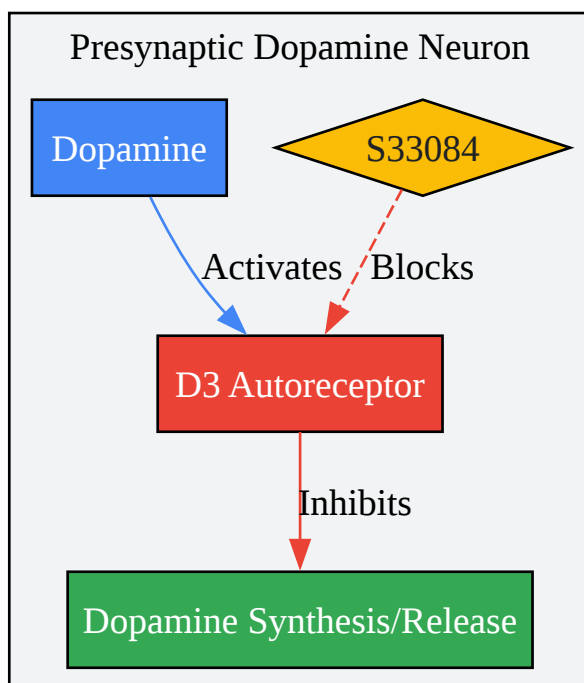 Presynaptic Dopamine Neuron
Dopamine
S33084
Activates
Blocks
D3 Autoreceptor
Inhibits
Dopamine Synthesis/Release